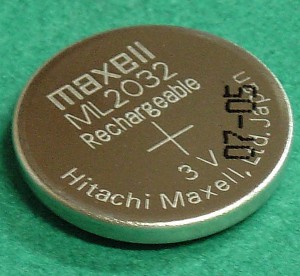 maxell
ML2032
Rechargeable
+
3 V
07-05
Hitachi Maxell, Ltd. Japan